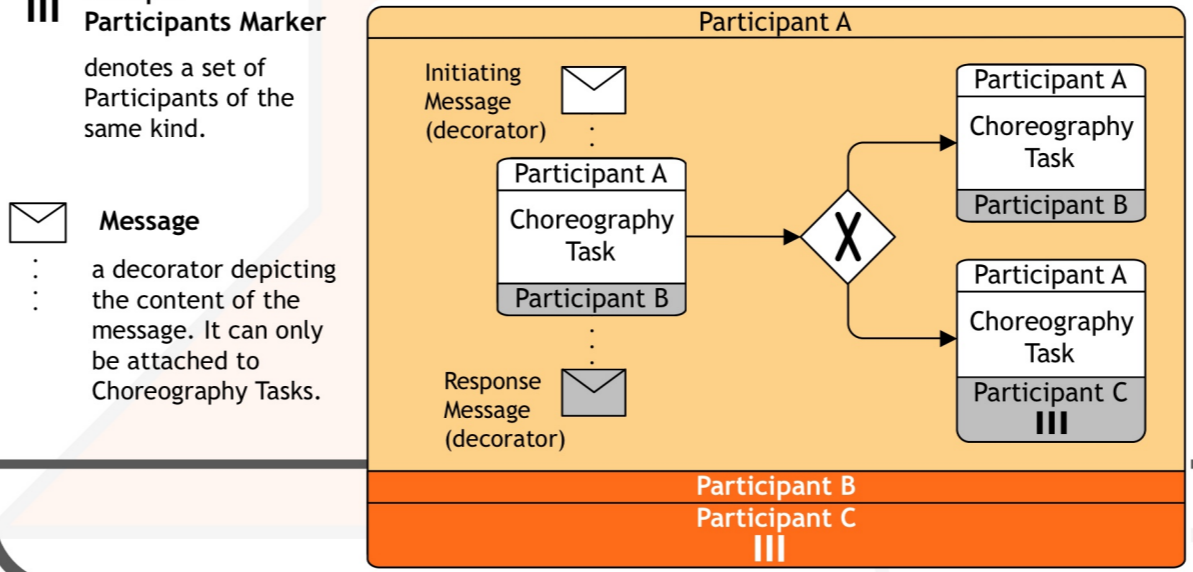 Participants Marker
denotes a set of
Participants of the
same kind.
Message
a decorator depicting
the content of the
message. It can only
be attached to
Choreography Tasks.
Participant A
Initiating
Message
(decorator)
Participant A
Choreography
Task
Participant B
Response
Message
(decorator)
X
Participant A
Choreography
Task
Participant B
Participant A
Choreography
Task
Participant C
Participant B
Participant C